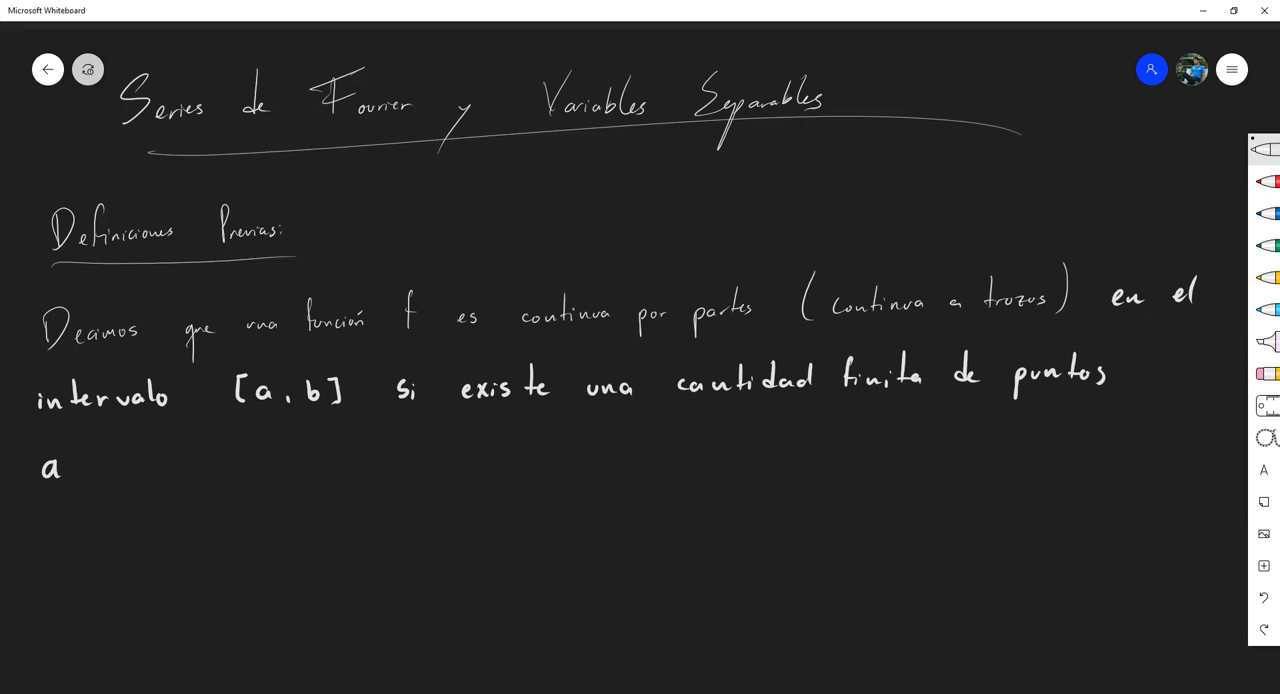 Microsoft Whiteboard
Series de Fourier y Variables Separables
Definiciones Previas:
Decimos que una función f es continua por partes (continua a trozos) en el
intervalo [a, b] si existe una cantidad finita de puntos
a
A